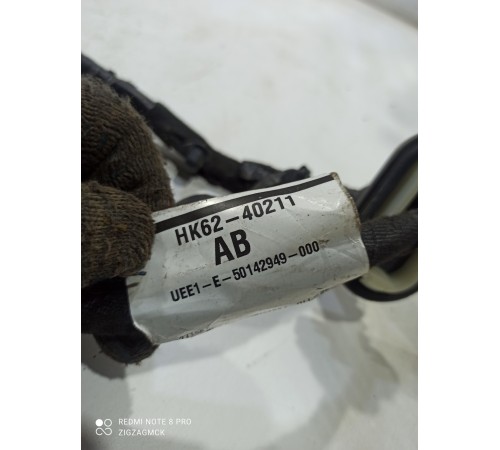 HK62-40211
AB
UEE1-E-50142949-000
REDMI NOTE 8 PRO
ZIGZAGMCK